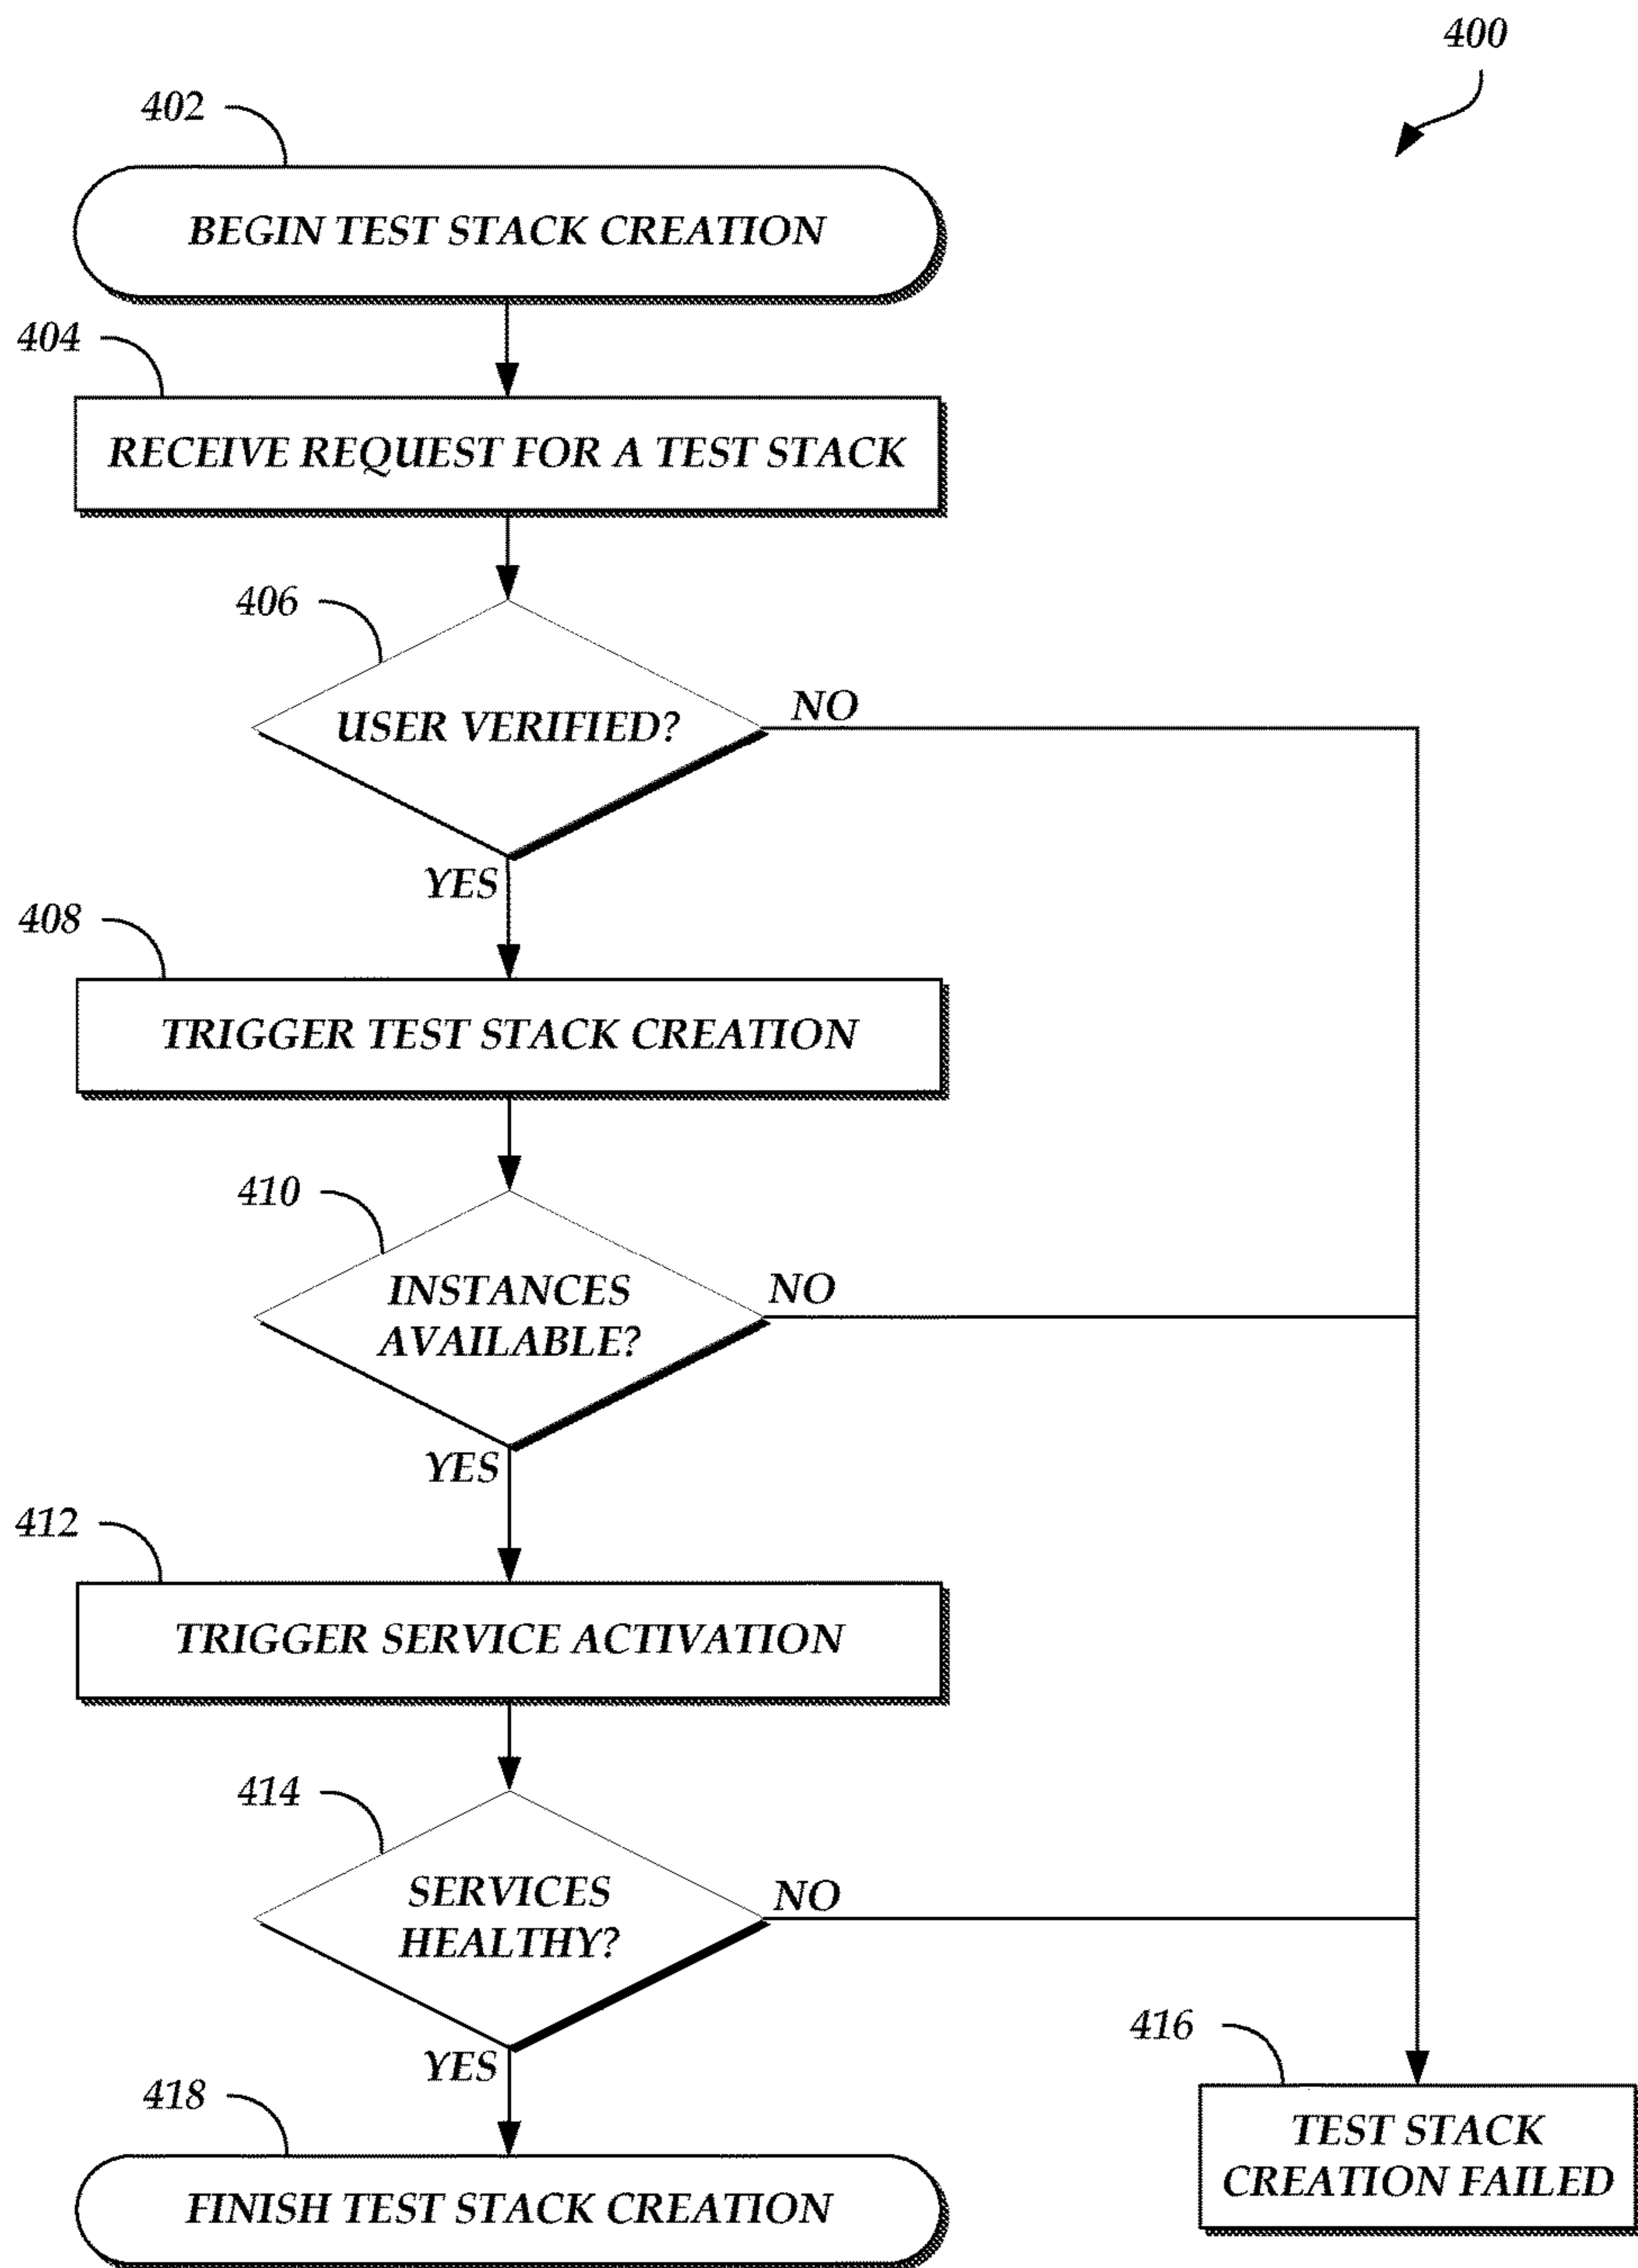 400
402
BEGIN TEST STACK CREATION
404
RECEIVE REQUEST FOR A TEST STACK
406
USER VERIFIED?
NO
YES
408
TRIGGER TEST STACK CREATION
410
INSTANCES
AVAILABLE?
NO
YES
412
TRIGGER SERVICE ACTIVATION
414
SERVICES
HEALTHY?
NO
YES
416
TEST STACK
CREATION FAILED
418
FINISH TEST STACK CREATION